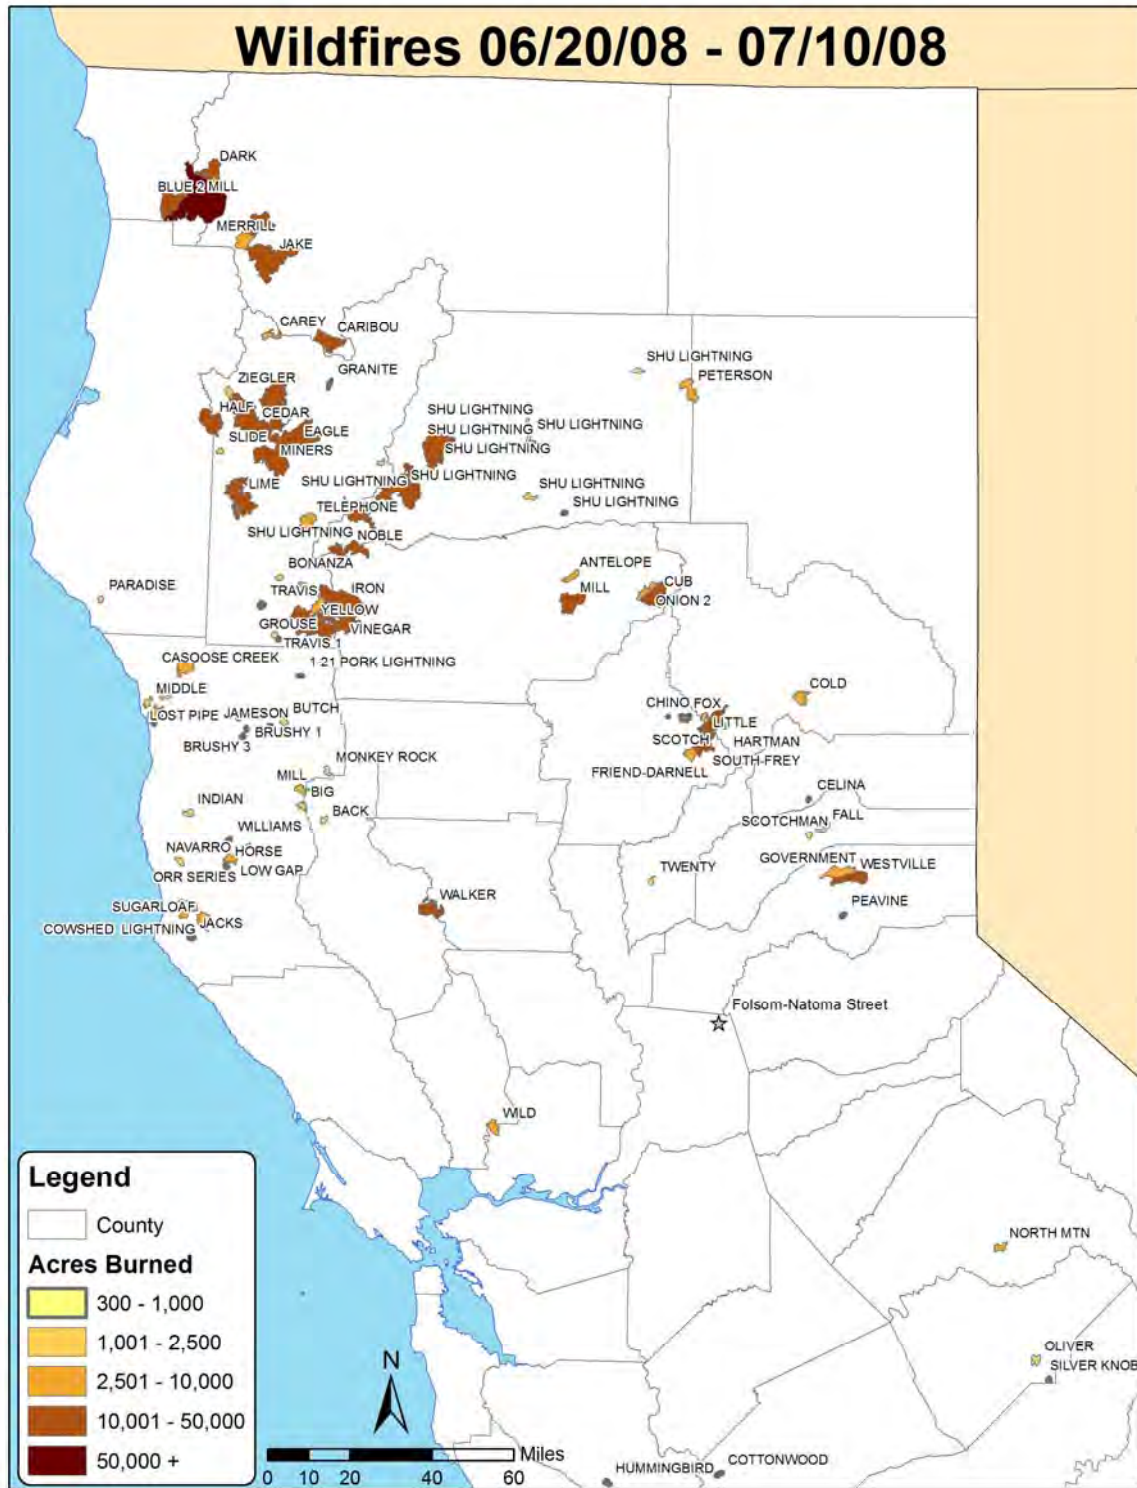 Wildfires 06/20/08 - 07/10/08
DARK
BLUE 2 MILL
MERRILL
JAKE
CAREY
CARIBOU
GRANITE
SHU LIGHTNING
PETERSON
ZIEGLER
HALF
CEDAR
SLIDE
EAGLE
MINERS
LIME
SHU LIGHTNING
SHU LIGHTNING
SHU LIGHTNING
SHU LIGHTNING
SHU LIGHTNING
SHU LIGHTNING
SHU LIGHTNING
SHU LIGHTNING
TELEPHONE
SHU LIGHTNING
NOBLE
BONANZA
PARADISE
TRAVIS
IRON
YELLOW
GROUSE
VINEGAR
TRAVIS 1
ANTELOPE
MILL
CUB
ONION 2
CASOOSE CREEK
1-21 PORK LIGHTNING
MIDDLE
LOST PIPE
JAMESON
BUTCH
BRUSHY 1
BRUSHY 3
COLD
CHINO
FOX
LITTLE
SCOTCH
HARTMAN
SOUTH-FREY
FRIEND-DARNELL
MONKEY ROCK
MILL
BIG
BACK
INDIAN
WILLIAMS
NAVARRO
HORSE
ORR SERIES
LOW GAP
CELINA
SCOTCHMAN
FALL
GOVERNMENT
WESTVILLE
TWENTY
PEAVINE
WALKER
SUGARLOAF
COWSHED LIGHTNING
JACKS
Folsom-Natoma Street
WILD
NORTH MTN
OLIVER
SILVER KNOB
HUMMINGBIRD
COTTONWOOD
Legend
County
Acres Burned
300 - 1,000
1,001 - 2,500
2,501 - 10,000
10,001 - 50,000
50,000 +
N
Miles
0 10 20 40 60